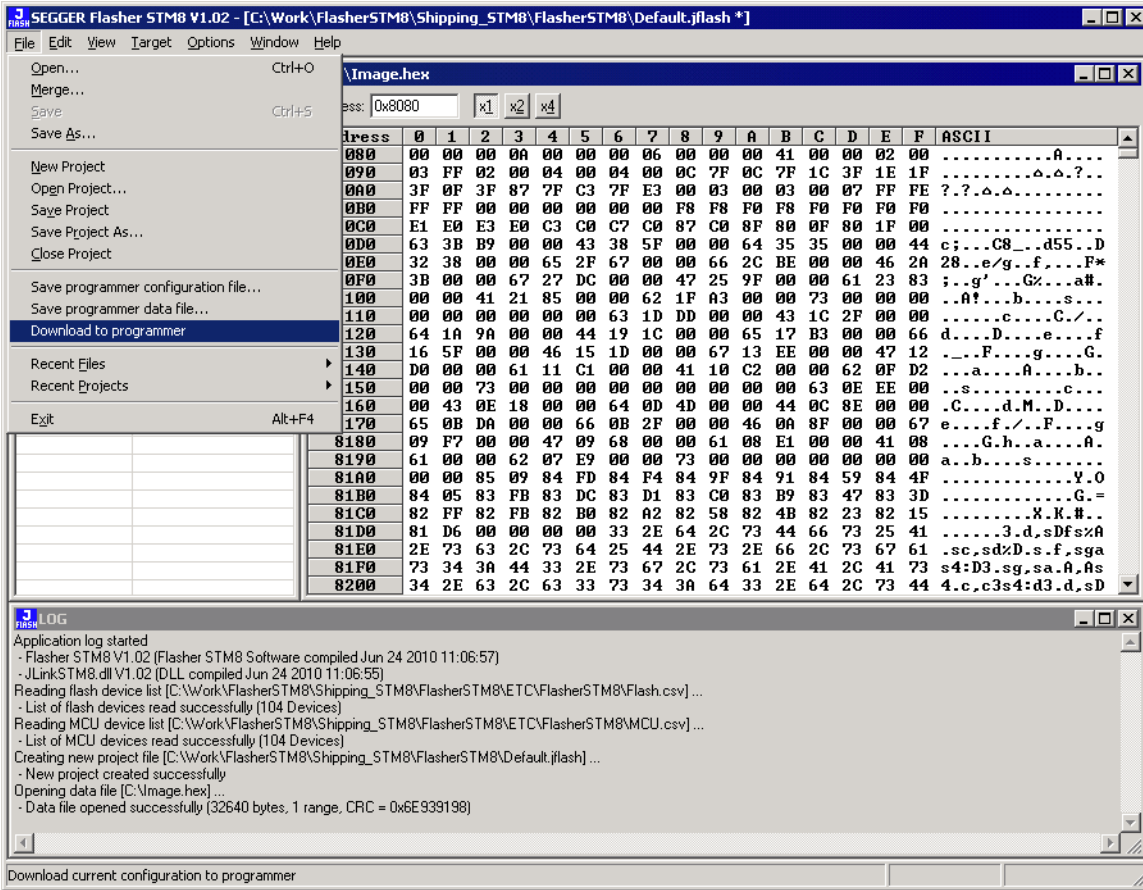 SEGGER Flasher STM8 V1.02 - [C:\Work\FlasherSTM8\Shipping_STM8\FlasherSTM8\Default.jflash *]
File Edit View Target Options Window Help
Open... Ctrl+O
Merge...
Save Ctrl+S
Save As...
New Project
Open Project...
Save Project
Save Project As...
Close Project
Save programmer configuration file...
Save programmer data file...
Download to programmer
Recent Files
Recent Projects
Exit Alt+F4
\Image.hex
ess: 0x8080 x1 x2 x4
dress 0 1 2 3 4 5 6 7 8 9 A B C D E F ASCII
080 00 00 00 0A 00 00 00 06 00 00 00 41 00 00 02 00 ...........A....
090 03 FF 02 00 04 00 04 00 0C 7F 0C 7F 1C 3F 1E 1F .........⌂.⌂.?..
0A0 3F 0F 3F 87 7F C3 7F E3 00 03 00 03 00 07 FF FE ?.?.⌂.⌂.........
0B0 FF FF 00 00 00 00 00 00 F8 F8 F0 F8 F0 F0 F0 F0 ................
0C0 E1 E0 E3 E0 C3 C0 C7 C0 87 C0 8F 80 0F 80 1F 00 ................
0D0 63 3B B9 00 00 43 38 5F 00 00 64 35 35 00 00 44 c;...C8_..d55..D
0E0 32 38 00 00 65 2F 67 00 00 66 2C BE 00 00 46 2A 28..e/g..f,...F*
0F0 3B 00 00 67 27 DC 00 00 47 25 9F 00 00 61 23 83 ;..g'...G%...a#.
100 00 00 41 21 85 00 00 62 1F A3 00 00 73 00 00 00 ..A!...b....s...
110 00 00 00 00 00 00 63 1D DD 00 00 43 1C 2F 00 00 ......c....C./..
120 64 1A 9A 00 00 44 19 1C 00 00 65 17 B3 00 00 66 d....D....e....f
130 16 5F 00 00 46 15 1D 00 00 67 13 EE 00 00 47 12 ._..F....g....G.
140 D0 00 00 61 11 C1 00 00 41 10 C2 00 00 62 0F D2 ...a....A....b..
150 00 00 73 00 00 00 00 00 00 00 00 00 63 0E EE 00 ..s.........c...
160 00 43 0E 18 00 00 64 0D 4D 00 00 44 0C 8E 00 00 .C....d.M..D....
170 65 0B DA 00 00 66 0B 2F 00 00 46 0A 8F 00 00 67 e....f./..F....g
8180 09 F7 00 00 47 09 68 00 00 61 08 E1 00 00 41 08 ....G.h..a....A.
8190 61 00 00 62 07 E9 00 00 73 00 00 00 00 00 00 00 a..b....s.......
81A0 00 00 85 09 84 FD 84 F4 84 9F 84 91 84 59 84 4F .............Y.O
81B0 84 05 83 FB 83 DC 83 D1 83 C0 83 B9 83 47 83 3D .............G.=
81C0 82 FF 82 FB 82 B0 82 A2 82 58 82 4B 82 23 82 15 .........X.K.#..
81D0 81 D6 00 00 00 00 33 2E 64 2C 73 44 66 73 25 41 ......3.d,sDfs%A
81E0 2E 73 63 2C 73 64 25 44 2E 73 2E 66 2C 73 67 61 .sc,sd%D.s.f,sga
81F0 73 34 3A 44 33 2E 73 67 2C 73 61 2E 41 2C 41 73 s4:D3.sg,sa.A,As
8200 34 2E 63 2C 63 33 73 34 3A 64 33 2E 64 2C 73 44 4.c,c3s4:d3.d,sD
LOG
Application log started
- Flasher STM8 V1.02 (Flasher STM8 Software compiled Jun 24 2010 11:06:57)
- JLinkSTM8.dll V1.02 (DLL compiled Jun 24 2010 11:06:55)
Reading flash device list [C:\Work\FlasherSTM8\Shipping_STM8\FlasherSTM8\ETC\FlasherSTM8\Flash.csv] ...
- List of flash devices read successfully (104 Devices)
Reading MCU device list [C:\Work\FlasherSTM8\Shipping_STM8\FlasherSTM8\ETC\FlasherSTM8\MCU.csv] ...
- List of MCU devices read successfully (104 Devices)
Creating new project file [C:\Work\FlasherSTM8\Shipping_STM8\FlasherSTM8\Default.jflash] ...
- New project created successfully
Opening data file [C:\Image.hex] ...
- Data file opened successfully (32640 bytes, 1 range, CRC = 0x6E939198)
Download current configuration to programmer